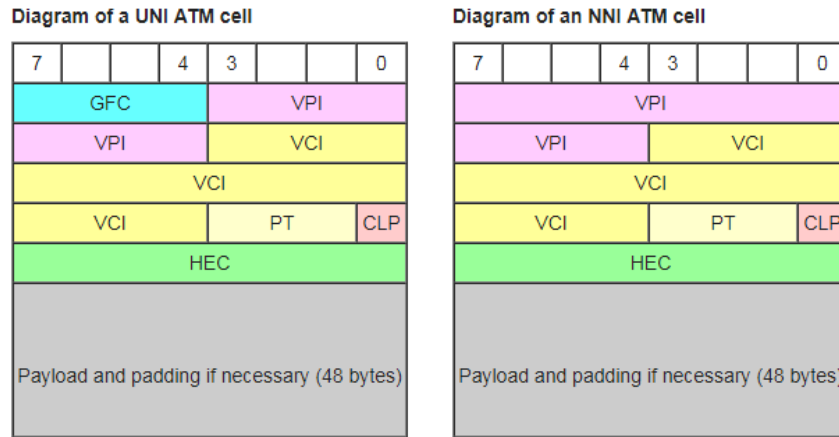 Diagram of a UNI ATM cell
7 4 3 0
GFC VPI
VPI VCI
VCI
VCI PT CLP
HEC
Payload and padding if necessary (48 bytes)
Diagram of an NNI ATM cell
7 4 3 0
VPI
VPI VCI
VCI
VCI PT CLP
HEC
Payload and padding if necessary (48 bytes)